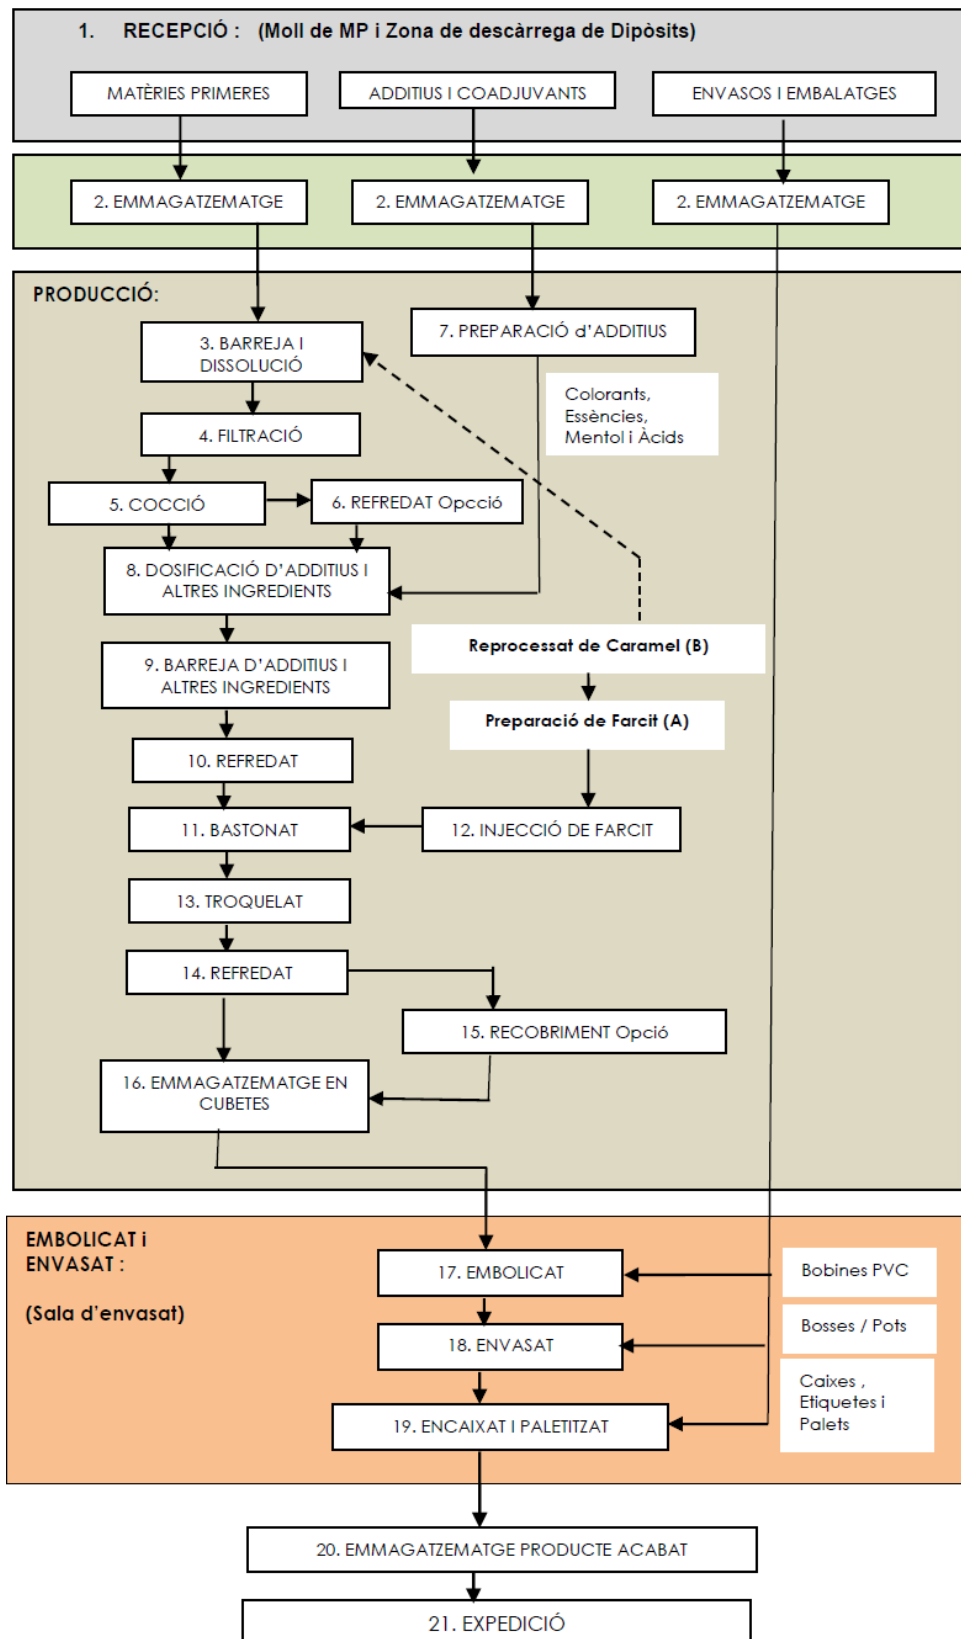 1. RECEPCIÓ : (Moll de MP i Zona de descàrrega de Dipòsits)
MATÈRIES PRIMERES
ADDITIUS I COADJUVANTS
ENVASOS I EMBALATGES
2. EMMAGATZEMATGE
2. EMMAGATZEMATGE
2. EMMAGATZEMATGE
PRODUCCIÓ:
3. BARREJA I
DISSOLUCIÓ
7. PREPARACIÓ d'ADDITIUS
Colorants,
Essències,
Mentol i Àcids
4. FILTRACIÓ
5. COCCIÓ
6. REFREDAT Opcció
8. DOSIFICACIÓ D'ADDITIUS I
ALTRES INGREDIENTS
Reprocessat de Caramel (B)
9. BARREJA D'ADDITIUS I
ALTRES INGREDIENTS
Preparació de Farcit (A)
10. REFREDAT
11. BASTONAT
12. INJECCIÓ DE FARCIT
13. TROQUELAT
14. REFREDAT
15. RECOBRIMENT Opció
16. EMMAGATZEMATGE EN
CUBETES
EMBOLICAT i
ENVASAT :
(Sala d'envasat)
17. EMBOLICAT
Bobines PVC
18. ENVASAT
Bosses / Pots
19. ENCAIXAT I PALETITZAT
Caixes ,
Etiquetes i
Palets
20. EMMAGATZEMATGE PRODUCTE ACABAT
21. EXPEDICIÓ